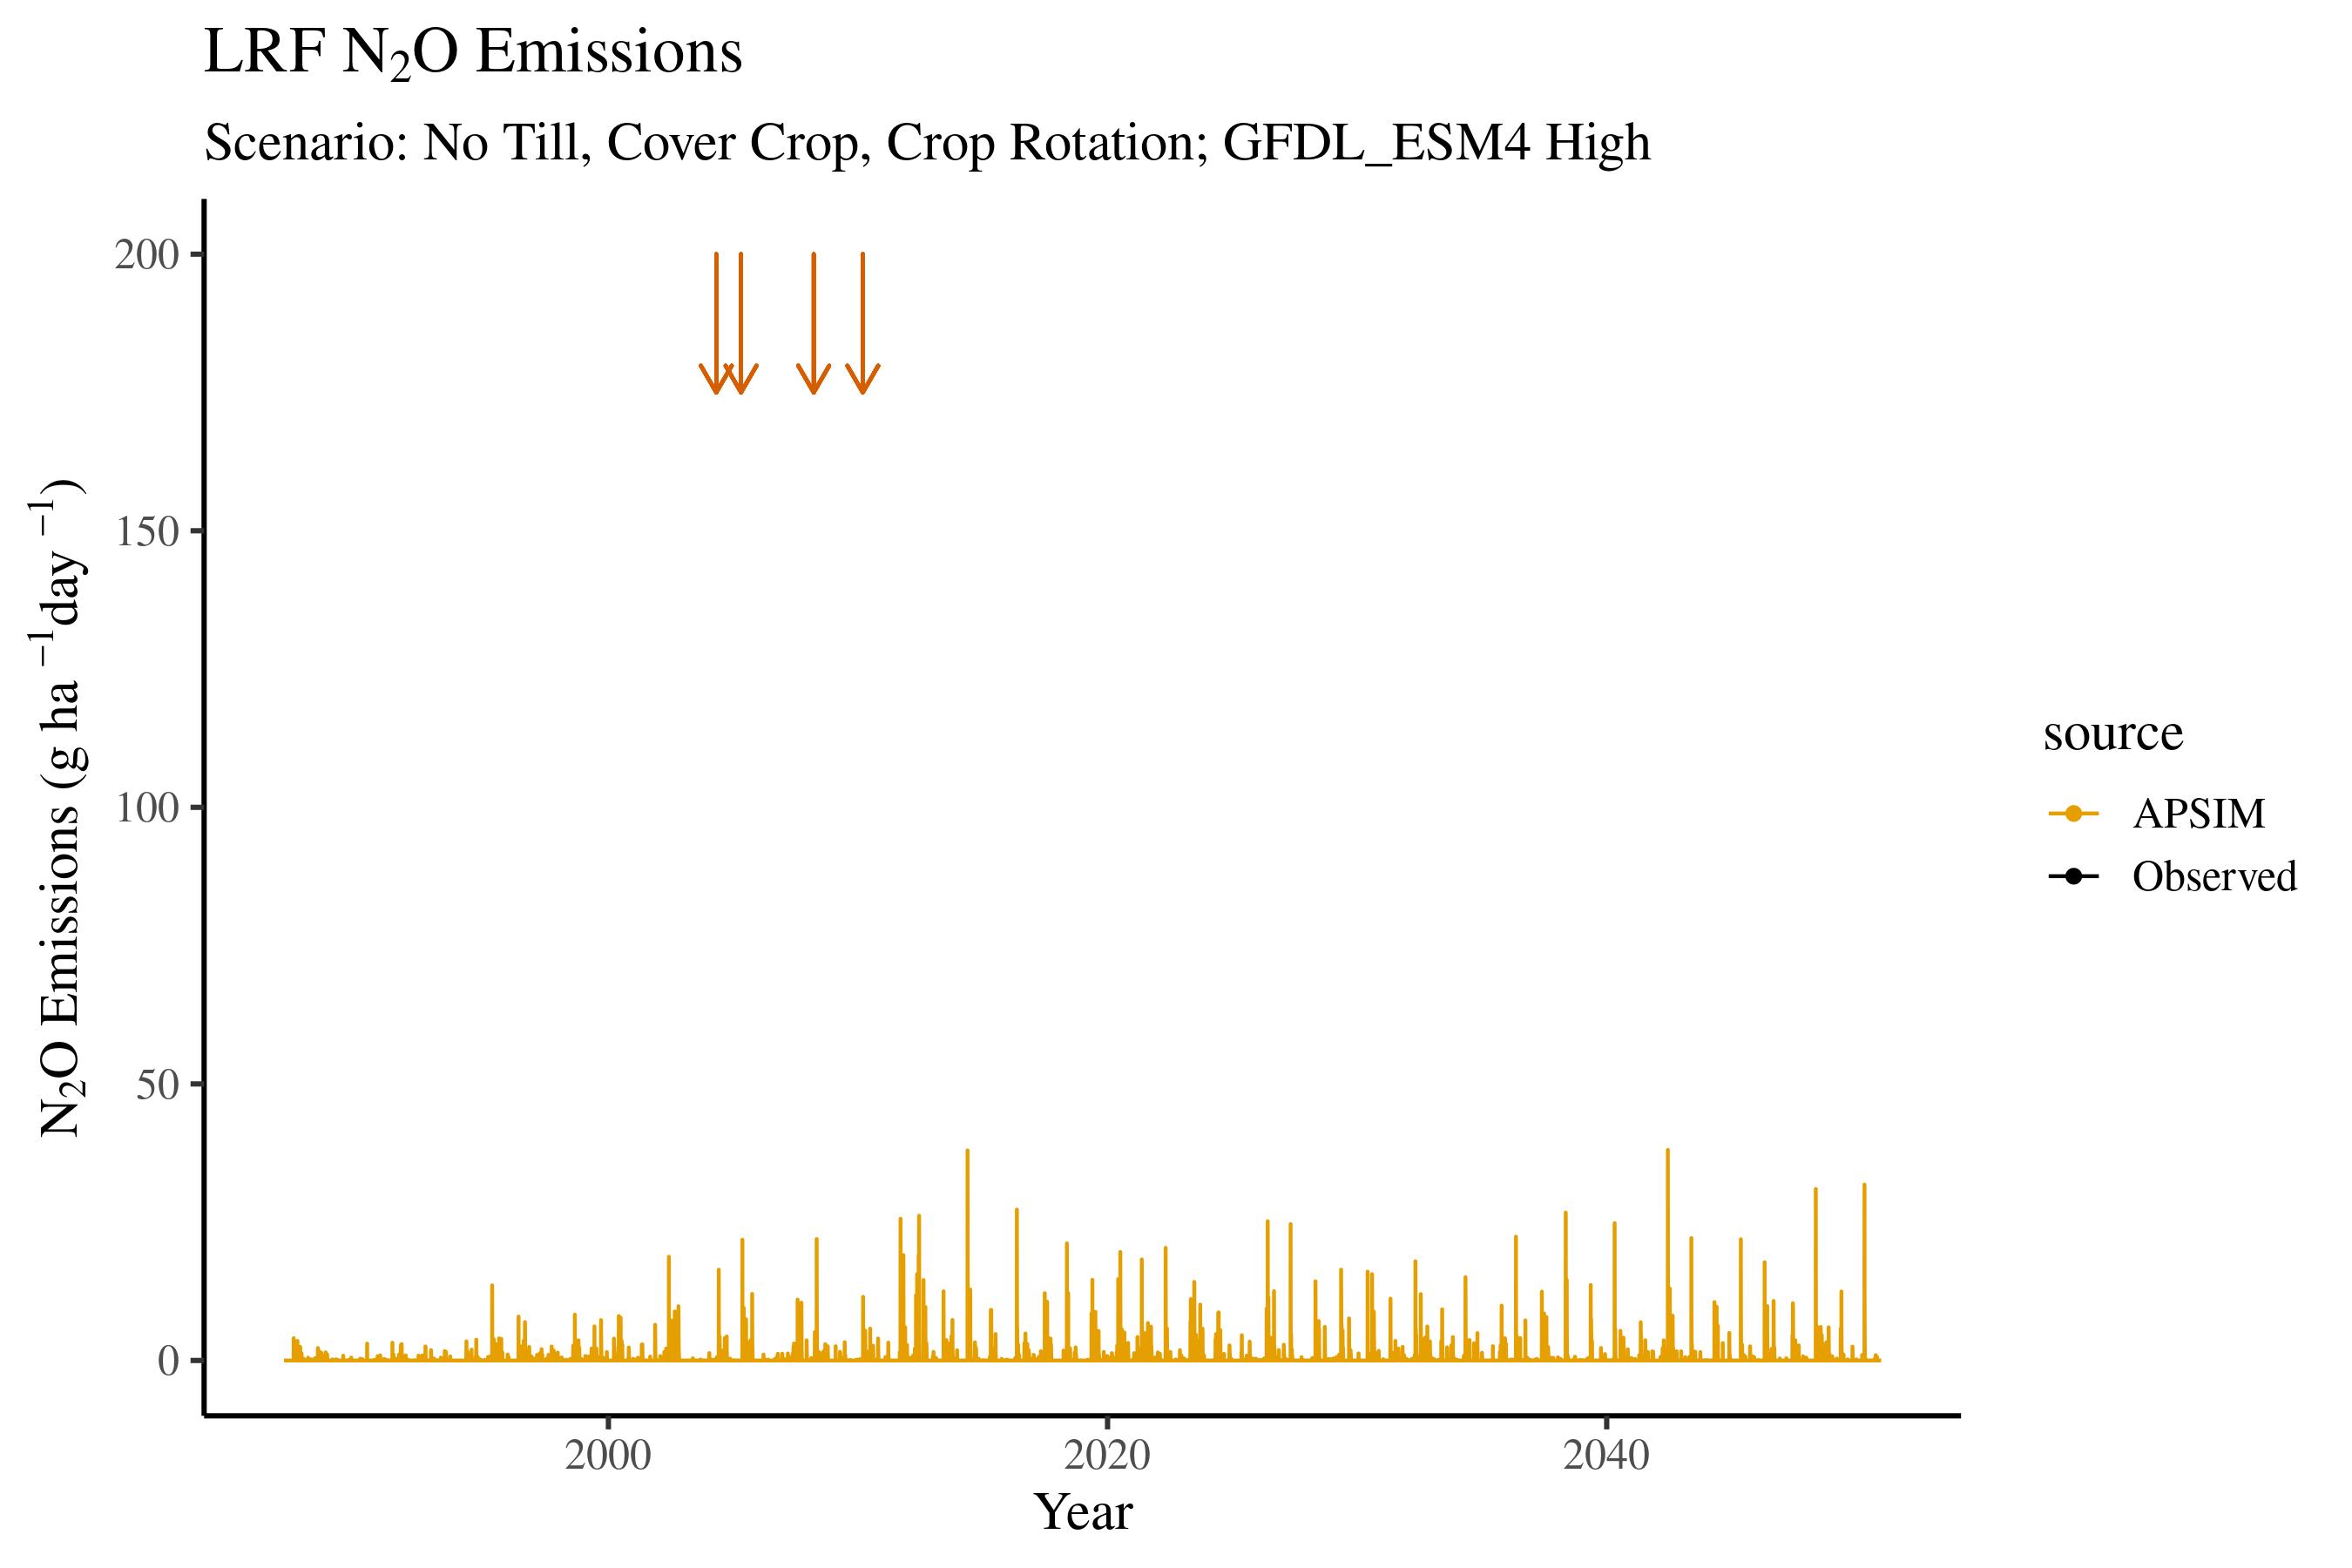 LRF N₂O Emissions
Scenario: No Till, Cover Crop, Crop Rotation; GFDL_ESM4 High
N₂O Emissions (g ha ⁻¹day ⁻¹)
200
150
100
50
0
2000 2020 2040
Year
source
APSIM
Observed